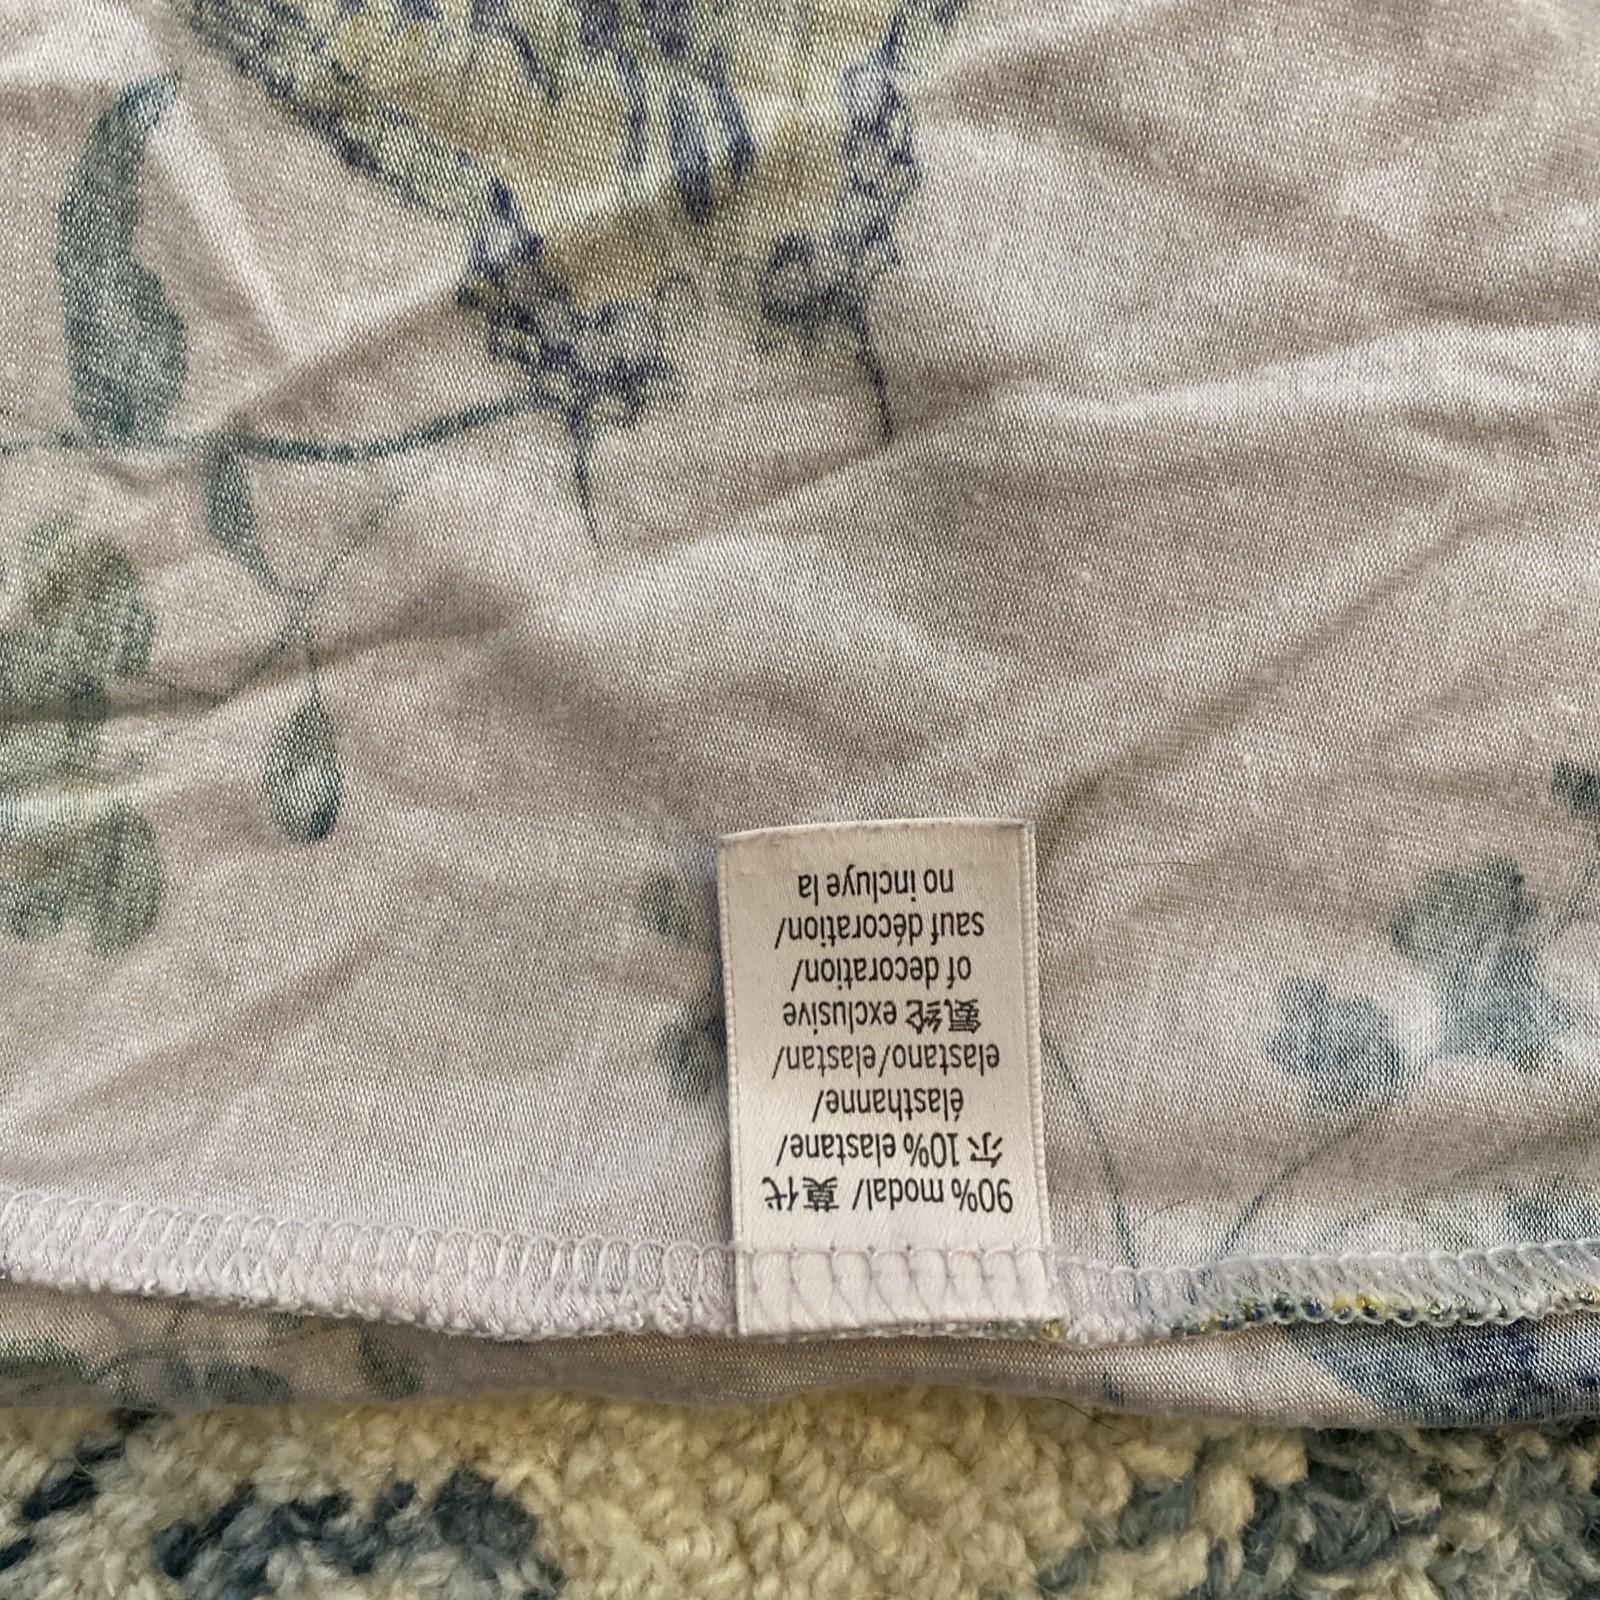 90% modal/ 莫代
尔 10% elastane/
élasthanne/
elastano/elastan/
氨纶 exclusive
of decoration/
sauf décoration/
no incluye la